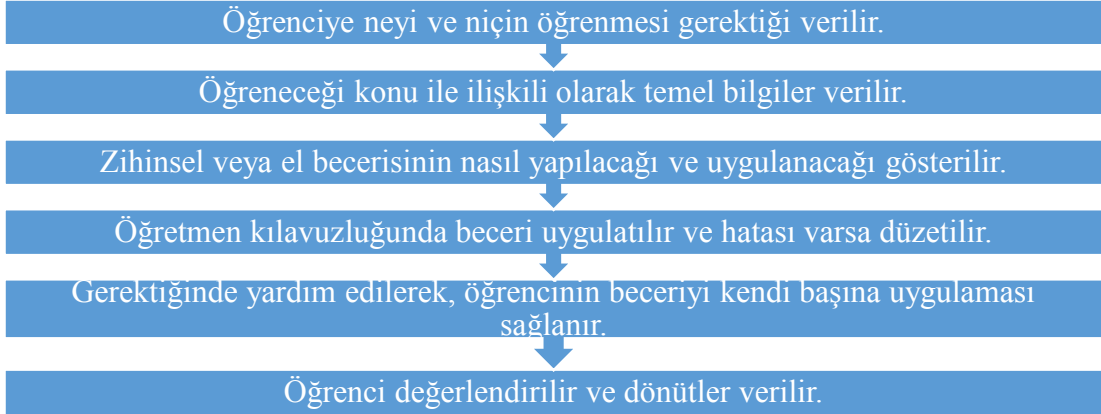 Öğrenciye neyi ve niçin öğrenmesi gerektiği verilir.
Öğreneceği konu ile ilişkili olarak temel bilgiler verilir.
Zihinsel veya el becerisinin nasıl yapılacağı ve uygulanacağı gösterilir.
Öğretmen kılavuzluğunda beceri uygulatılır ve hatası varsa düzetilir.
Gerektiğinde yardım edilerek, öğrencinin beceriyi kendi başına uygulaması
sağlanır.
Öğrenci değerlendirilir ve dönütler verilir.